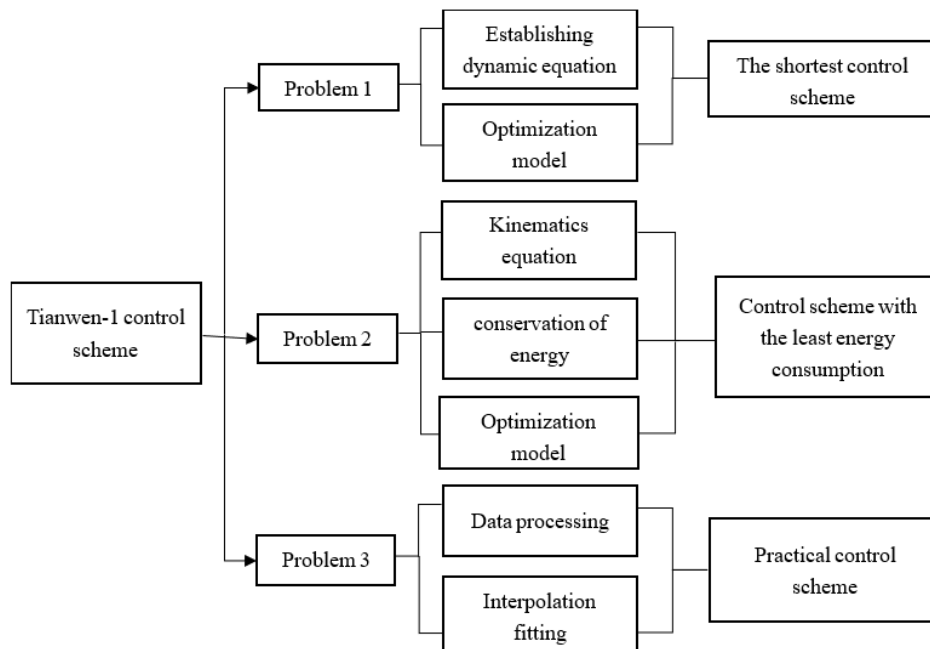 Tianwen-1 control
scheme
Problem 1
Establishing
dynamic equation
Optimization
model
The shortest control
scheme
Problem 2
Kinematics
equation
conservation of
energy
Optimization
model
Control scheme with
the least energy
consumption
Problem 3
Data processing
Interpolation
fitting
Practical control
scheme